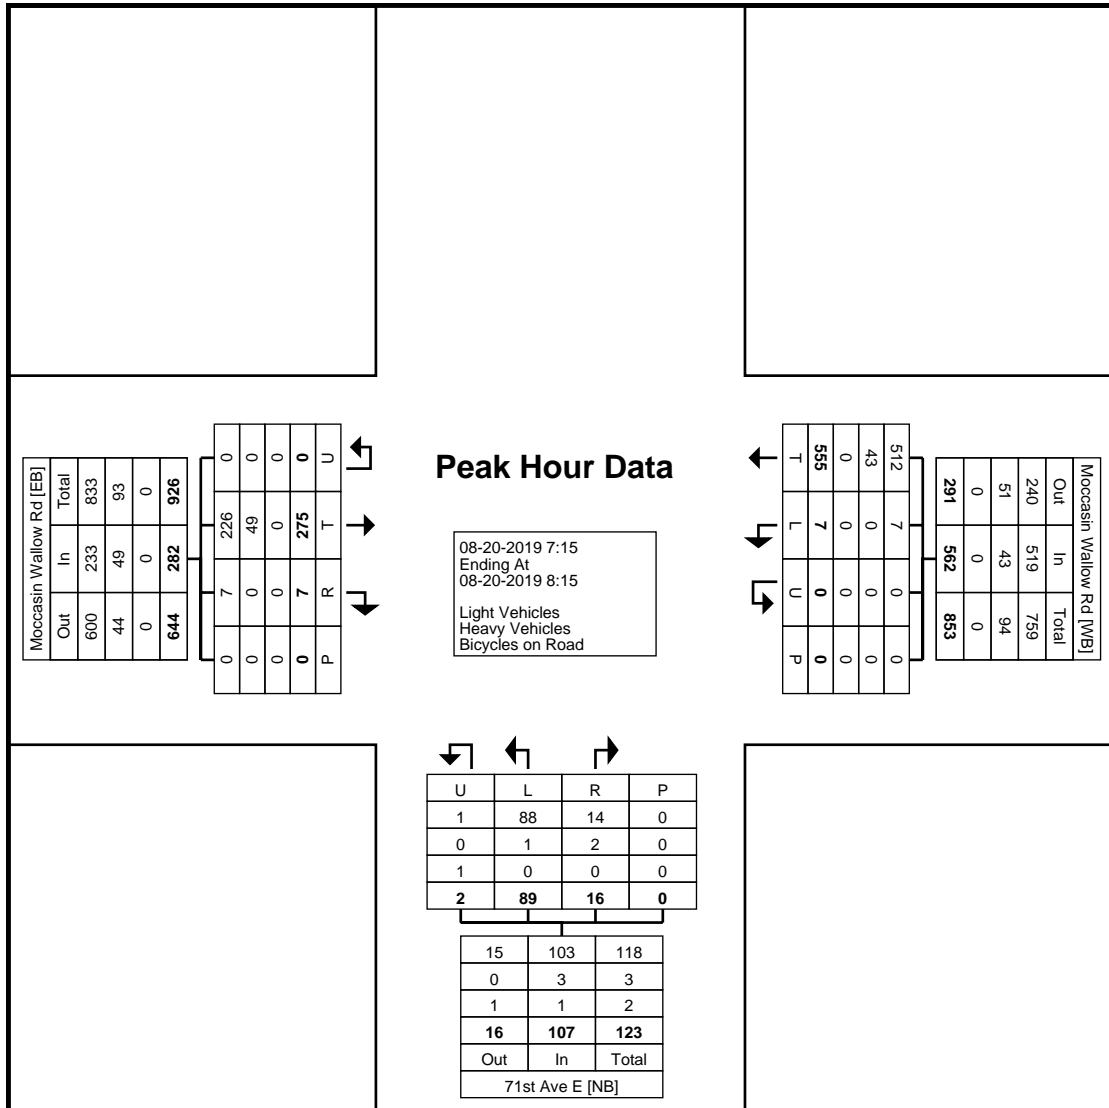 Peak Hour Data
08-20-2019 7:15
Ending At
08-20-2019 8:15
Light Vehicles
Heavy Vehicles
Bicycles on Road
Moccasin Wallow Rd [EB]
Total 833 93 0 926
In 233 49 0 282
Out 600 44 0 644
0 0 0 0 U
226 49 0 275 T
7 0 0 7 R
0 0 0 0 P
Moccasin Wallow Rd [WB]
Out In Total
240 519 759
51 43 94
0 0 0
291 562 853
512 7 0 0
43 0 0 0
0 0 0 0
555 7 0 0
T L U P
U L R P
1 88 14 0
0 1 2 0
1 0 0 0
2 89 16 0
15 103 118
0 3 3
1 1 2
16 107 123
Out In Total
71st Ave E [NB]